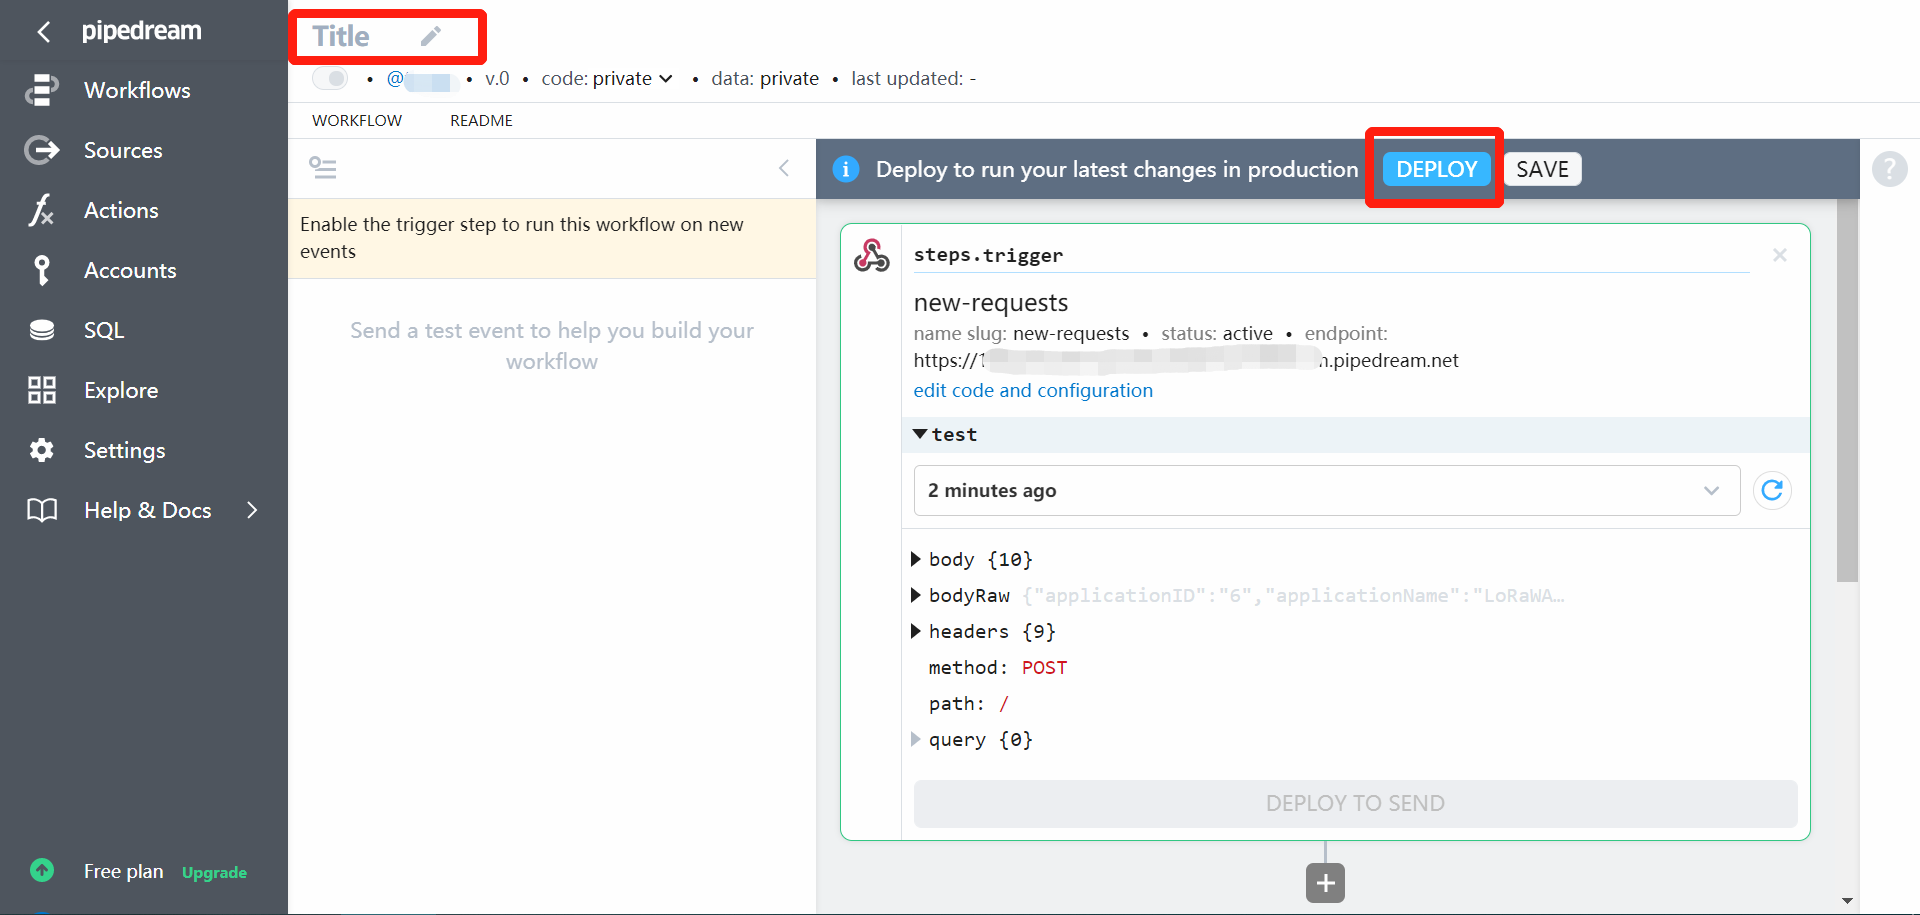 pipedream
Workflows
Sources
Actions
Accounts
SQL
Explore
Settings
Help & Docs
Free plan Upgrade
Title
• @ • v.0 • code: private • data: private • last updated: -
WORKFLOW README
Enable the trigger step to run this workflow on new
events
Send a test event to help you build your
workflow
Deploy to run your latest changes in production DEPLOY SAVE
?
steps.trigger
new-requests
name slug: new-requests • status: active • endpoint:
https:// .pipedream.net
edit code and configuration
test
2 minutes ago
body {10}
bodyRaw {"applicationID":"6","applicationName":"LoRaWA…
headers {9}
method: POST
path: /
query {0}
DEPLOY TO SEND